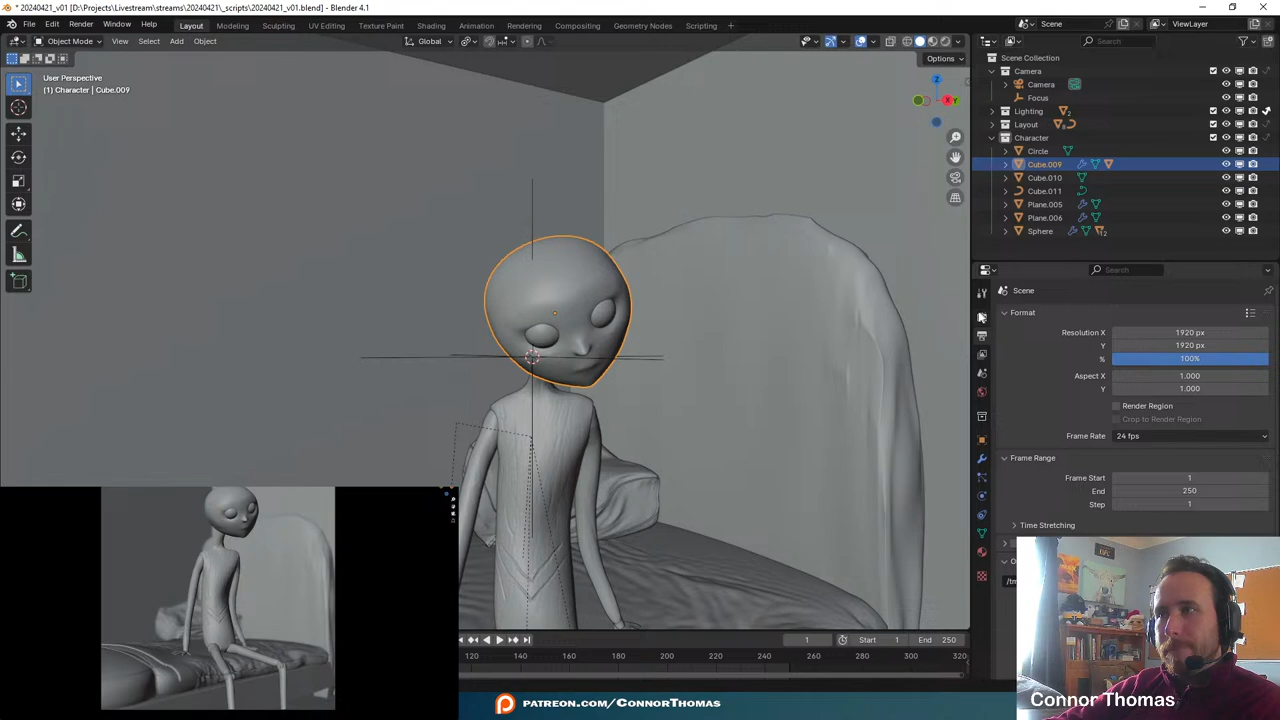 * 20240421_v01 [D:\Projects\Livestream\streams\20240421\_scripts\20240421_v01.blend] - Blender 4.1
File Edit Render Window Help Layout Modeling Sculpting UV Editing Texture Paint Shading Animation Rendering Compositing Geometry Nodes Scripting + Scene ViewLayer
Object Mode View Select Add Object Global Search
Options
User Perspective
(1) Character | Cube.009
Z
X Y
Scene Collection
Camera
Camera
Focus
Lighting 2
Layout
Character
Circle
Cube.009
Cube.010
Cube.011
Plane.005
Plane.006
Sphere 12
Search
Scene
Format
Resolution X 1920 px
Y 1920 px
% 100%
Aspect X 1.000
Y 1.000
Render Region
Crop to Render Region
Frame Rate 24 fps
Frame Range
Frame Start 1
End 250
Step 1
Time Stretching
1 Start 1 End 250
120 140 160 180 200 220 240 260 280 300 320
PATREON.COM/CONNORTHOMAS
Connor Thomas